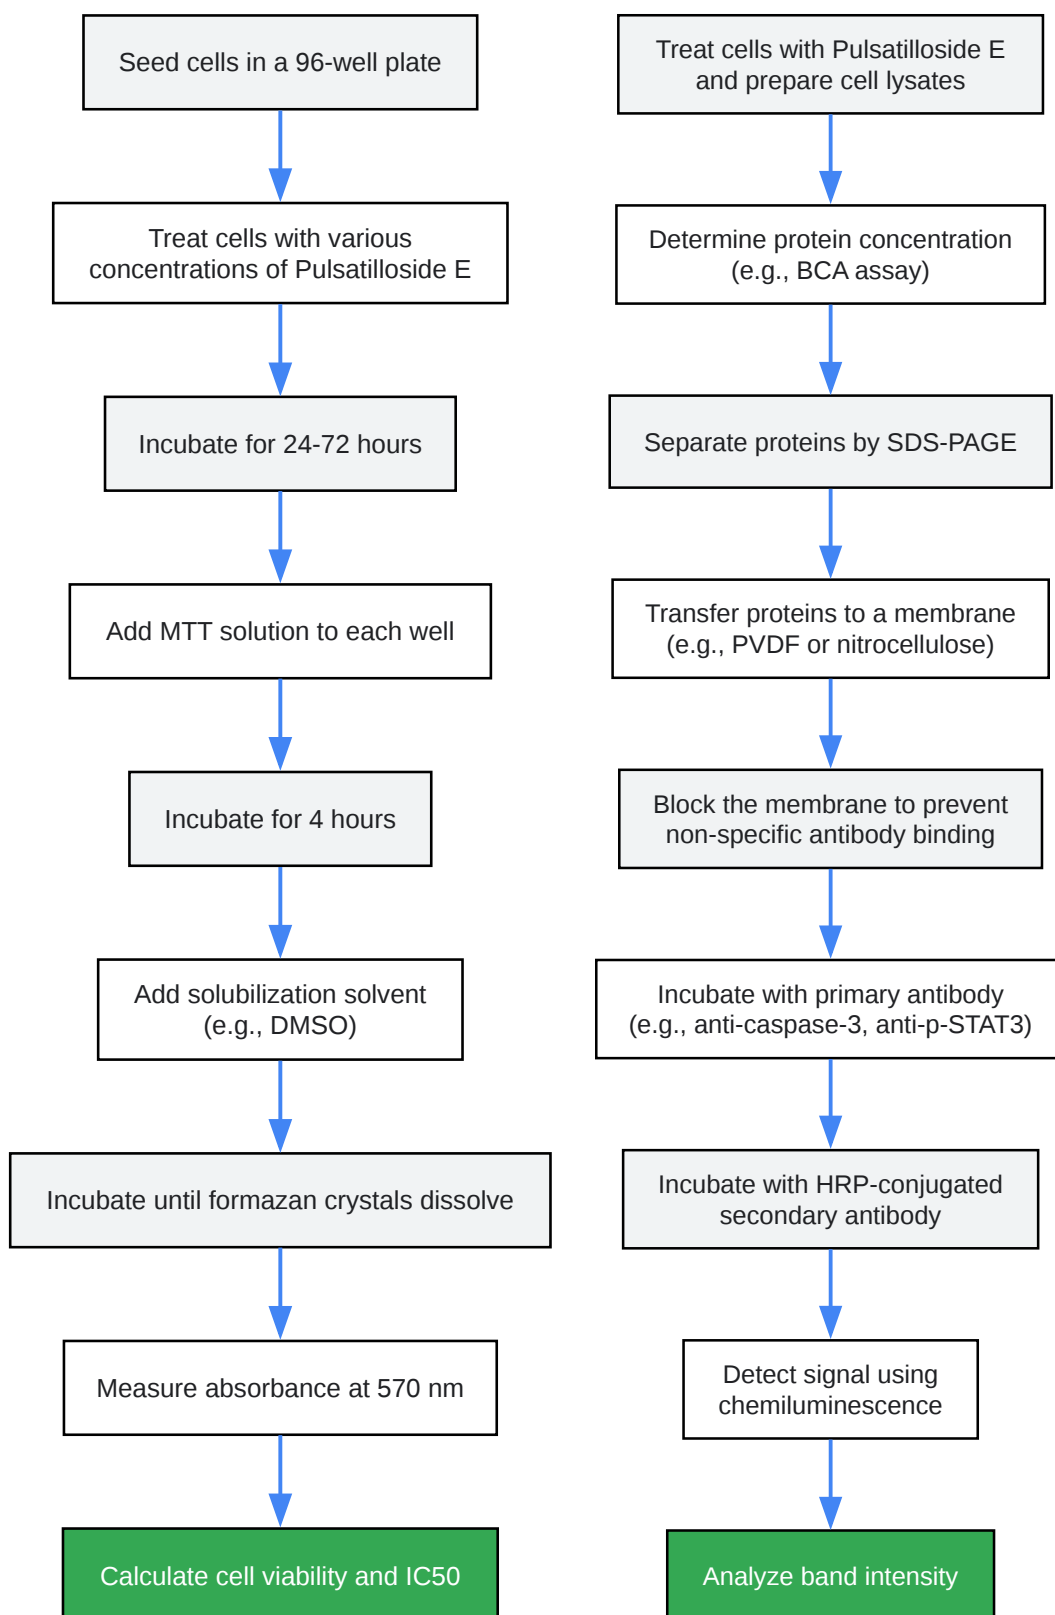 Seed cells in a 96-well plate
Treat cells with various
concentrations of Pulsatilloside E
Incubate for 24-72 hours
Add MTT solution to each well
Incubate for 4 hours
Add solubilization solvent
(e.g., DMSO)
Incubate until formazan crystals dissolve
Measure absorbance at 570 nm
Calculate cell viability and IC50
Treat cells with Pulsatilloside E
and prepare cell lysates
Determine protein concentration
(e.g., BCA assay)
Separate proteins by SDS-PAGE
Transfer proteins to a membrane
(e.g., PVDF or nitrocellulose)
Block the membrane to prevent
non-specific antibody binding
Incubate with primary antibody
(e.g., anti-caspase-3, anti-p-STAT3)
Incubate with HRP-conjugated
secondary antibody
Detect signal using
chemiluminescence
Analyze band intensity